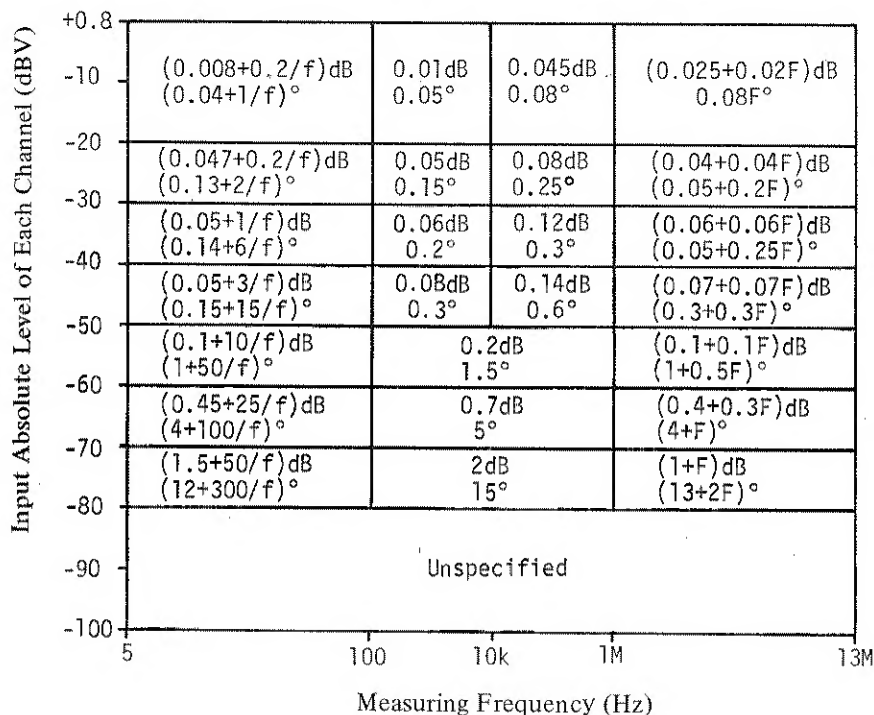 Input Absolute Level of Each Channel (dBV)
+0.8
-10
-20
-30
-40
-50
-60
-70
-80
-90
-100
(0.008+0.2/f)dB 0.01dB 0.045dB (0.025+0.02F)dB
(0.04+1/f)° 0.05° 0.08° 0.08F°
(0.047+0.2/f)dB 0.05dB 0.08dB (0.04+0.04F)dB
(0.13+2/f)° 0.15° 0.25° (0.05+0.2F)°
(0.05+1/f)dB 0.06dB 0.12dB (0.06+0.06F)dB
(0.14+6/f)° 0.2° 0.3° (0.05+0.25F)°
(0.05+3/f)dB 0.08dB 0.14dB (0.07+0.07F)dB
(0.15+15/f)° 0.3° 0.6° (0.3+0.3F)°
(0.1+10/f)dB 0.2dB (0.1+0.1F)dB
(1+50/f)° 1.5° (1+0.5F)°
(0.45+25/f)dB 0.7dB (0.4+0.3F)dB
(4+100/f)° 5° (4+F)°
(1.5+50/f)dB 2dB (1+F)dB
(12+300/f)° 15° (13+2F)°
Unspecified
5 100 10k 1M 13M
Measuring Frequency (Hz)